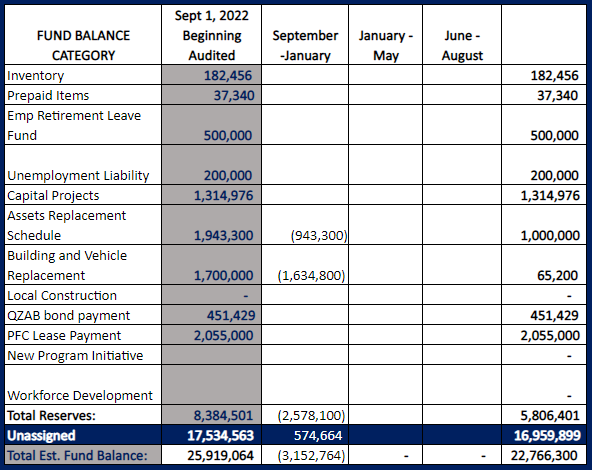 Sept 1, 2022
FUND BALANCE Beginning September January - June -
CATEGORY Audited -January May August
Inventory 182,456 182,456
Prepaid Items 37,340 37,340
Emp Retirement Leave
Fund 500,000 500,000
Unemployment Liability 200,000 200,000
Capital Projects 1,314,976 1,314,976
Assets Replacement
Schedule 1,943,300 (943,300) 1,000,000
Building and Vehicle
Replacement 1,700,000 (1,634,800) 65,200
Local Construction - -
QZAB bond payment 451,429 451,429
PFC Lease Payment 2,055,000 2,055,000
New Program Initiative -
Workforce Development -
Total Reserves: 8,384,501 (2,578,100) 5,806,401
Unassigned 17,534,563 574,664 16,959,899
Total Est. Fund Balance: 25,919,064 (3,152,764) - - 22,766,300